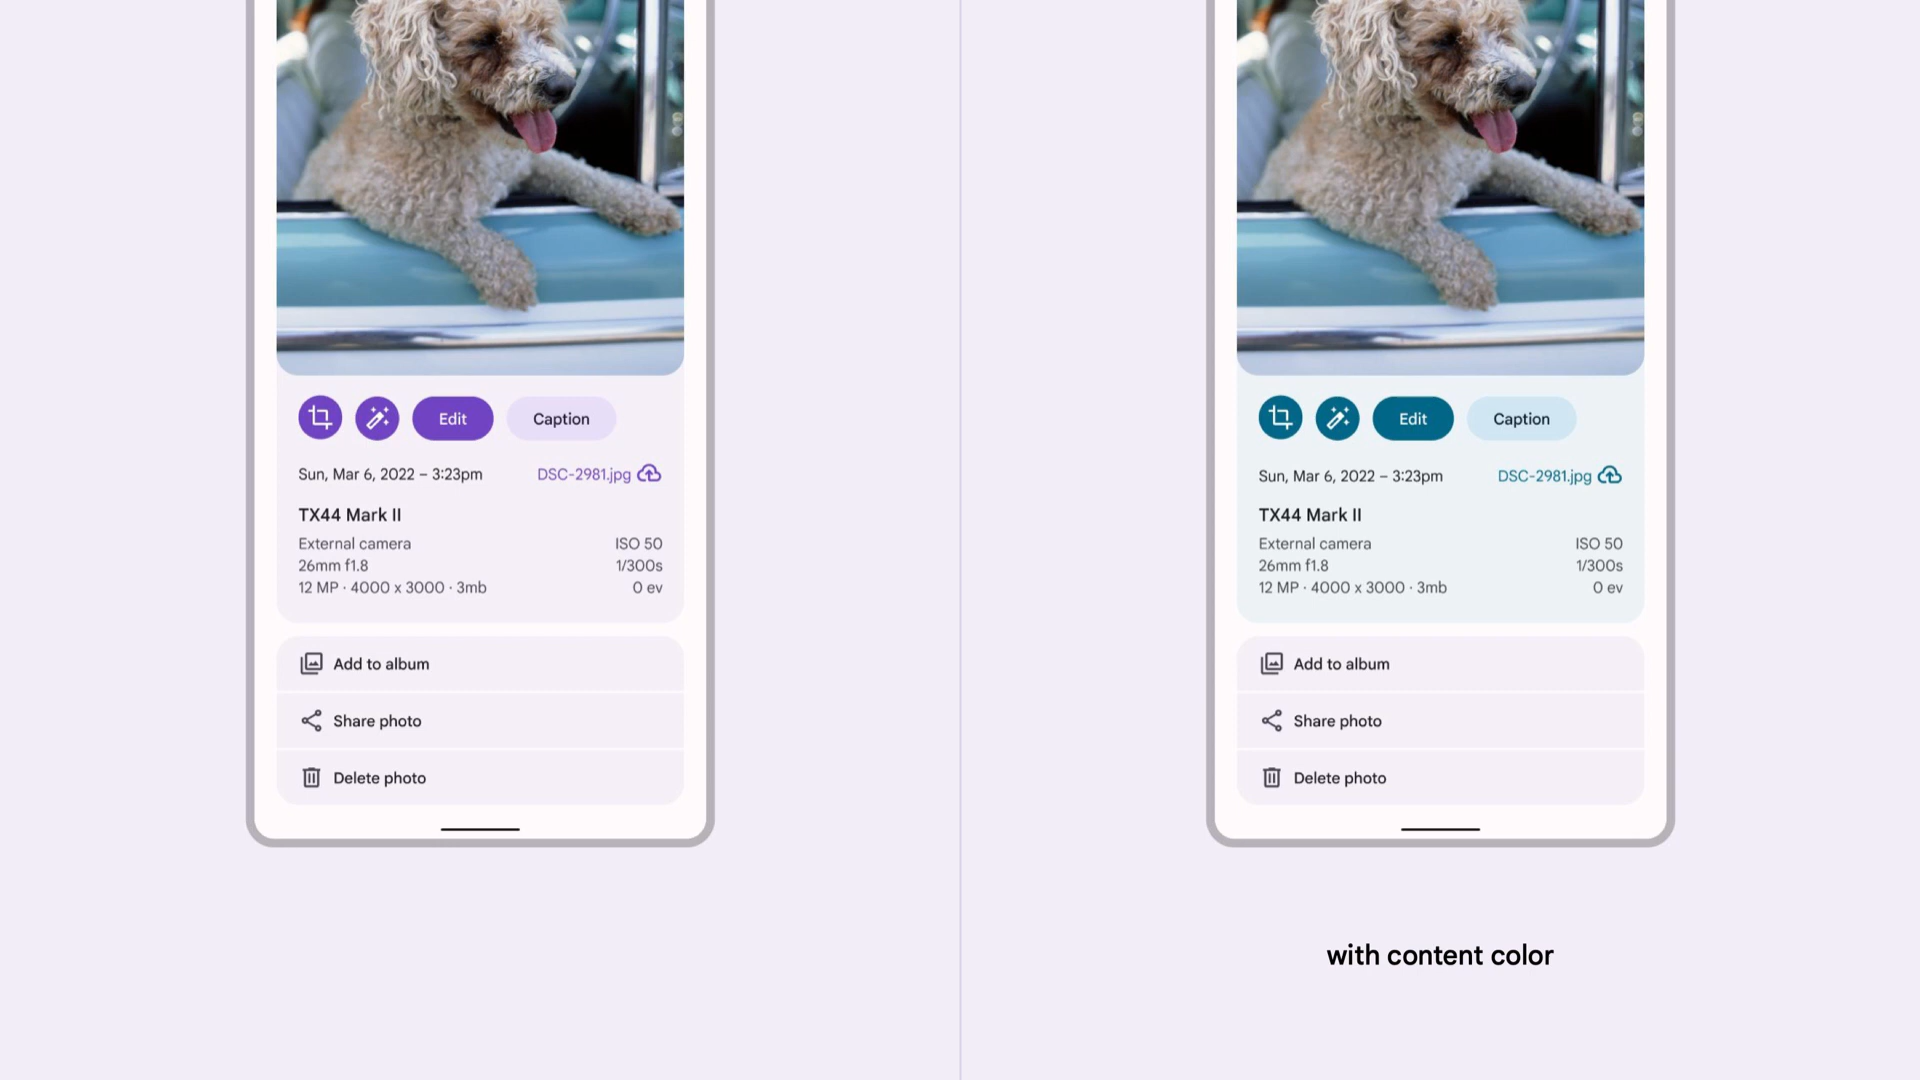 Edit
Caption
Sun, Mar 6, 2022 – 3:23pm
DSC-2981.jpg
TX44 Mark II
External camera
ISO 50
26mm f1.8
1/300s
12 MP · 4000 x 3000 · 3mb
0 ev
Add to album
Share photo
Delete photo
Edit
Caption
Sun, Mar 6, 2022 – 3:23pm
DSC-2981.jpg
TX44 Mark II
External camera
ISO 50
26mm f1.8
1/300s
12 MP · 4000 x 3000 · 3mb
0 ev
Add to album
Share photo
Delete photo
with content color